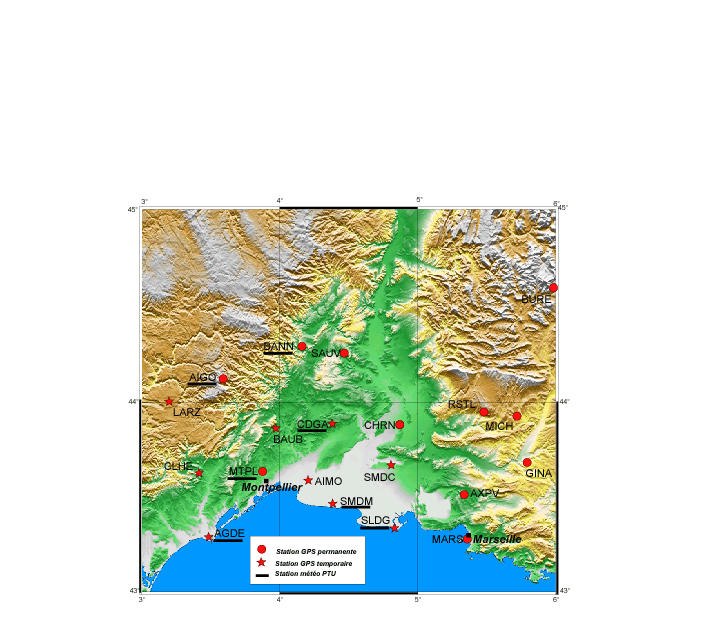 3° 4° 5° 6°
45° 45°
BURE
BANN SAUV
AIGO
44° 44°
LARZ RSTL
CDGA CHRN MICH
BAUB
CLHE MTPL SMDC GINA
AIMO
Montpellier AXPV
SMDM
SLDG
AGDE MARS Marseille
Station GPS permanente
Station GPS temporaire
Station météo PTU
43° 43°
3° 4° 5° 6°